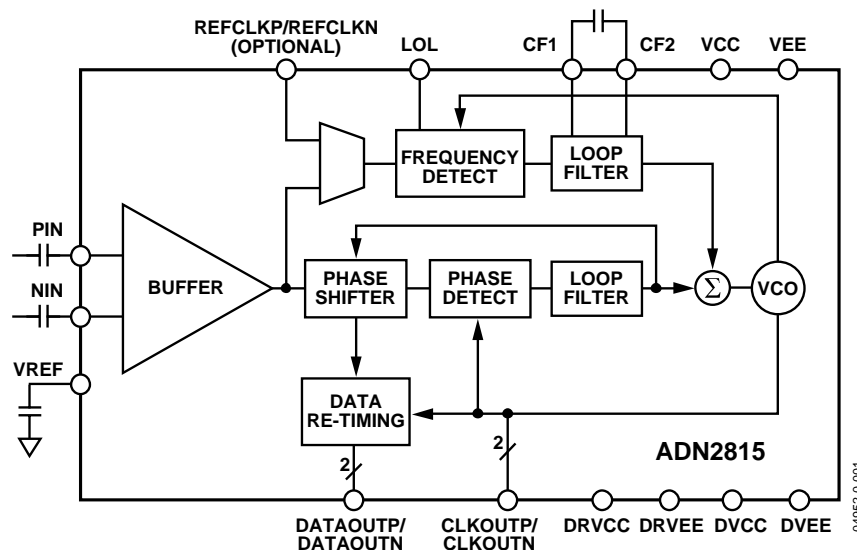 REFCLKP/REFCLKN
(OPTIONAL)
LOL
CF1
CF2
VCC
VEE
FREQUENCY
DETECT
LOOP
FILTER
PIN
NIN
VREF
BUFFER
PHASE
SHIFTER
PHASE
DETECT
LOOP
FILTER
Σ
VCO
DATA
RE-TIMING
2
2
ADN2815
DATAOUTP/
DATAOUTN
CLKOUTP/
CLKOUTN
DRVCC
DRVEE
DVCC
DVEE
04952-0-001